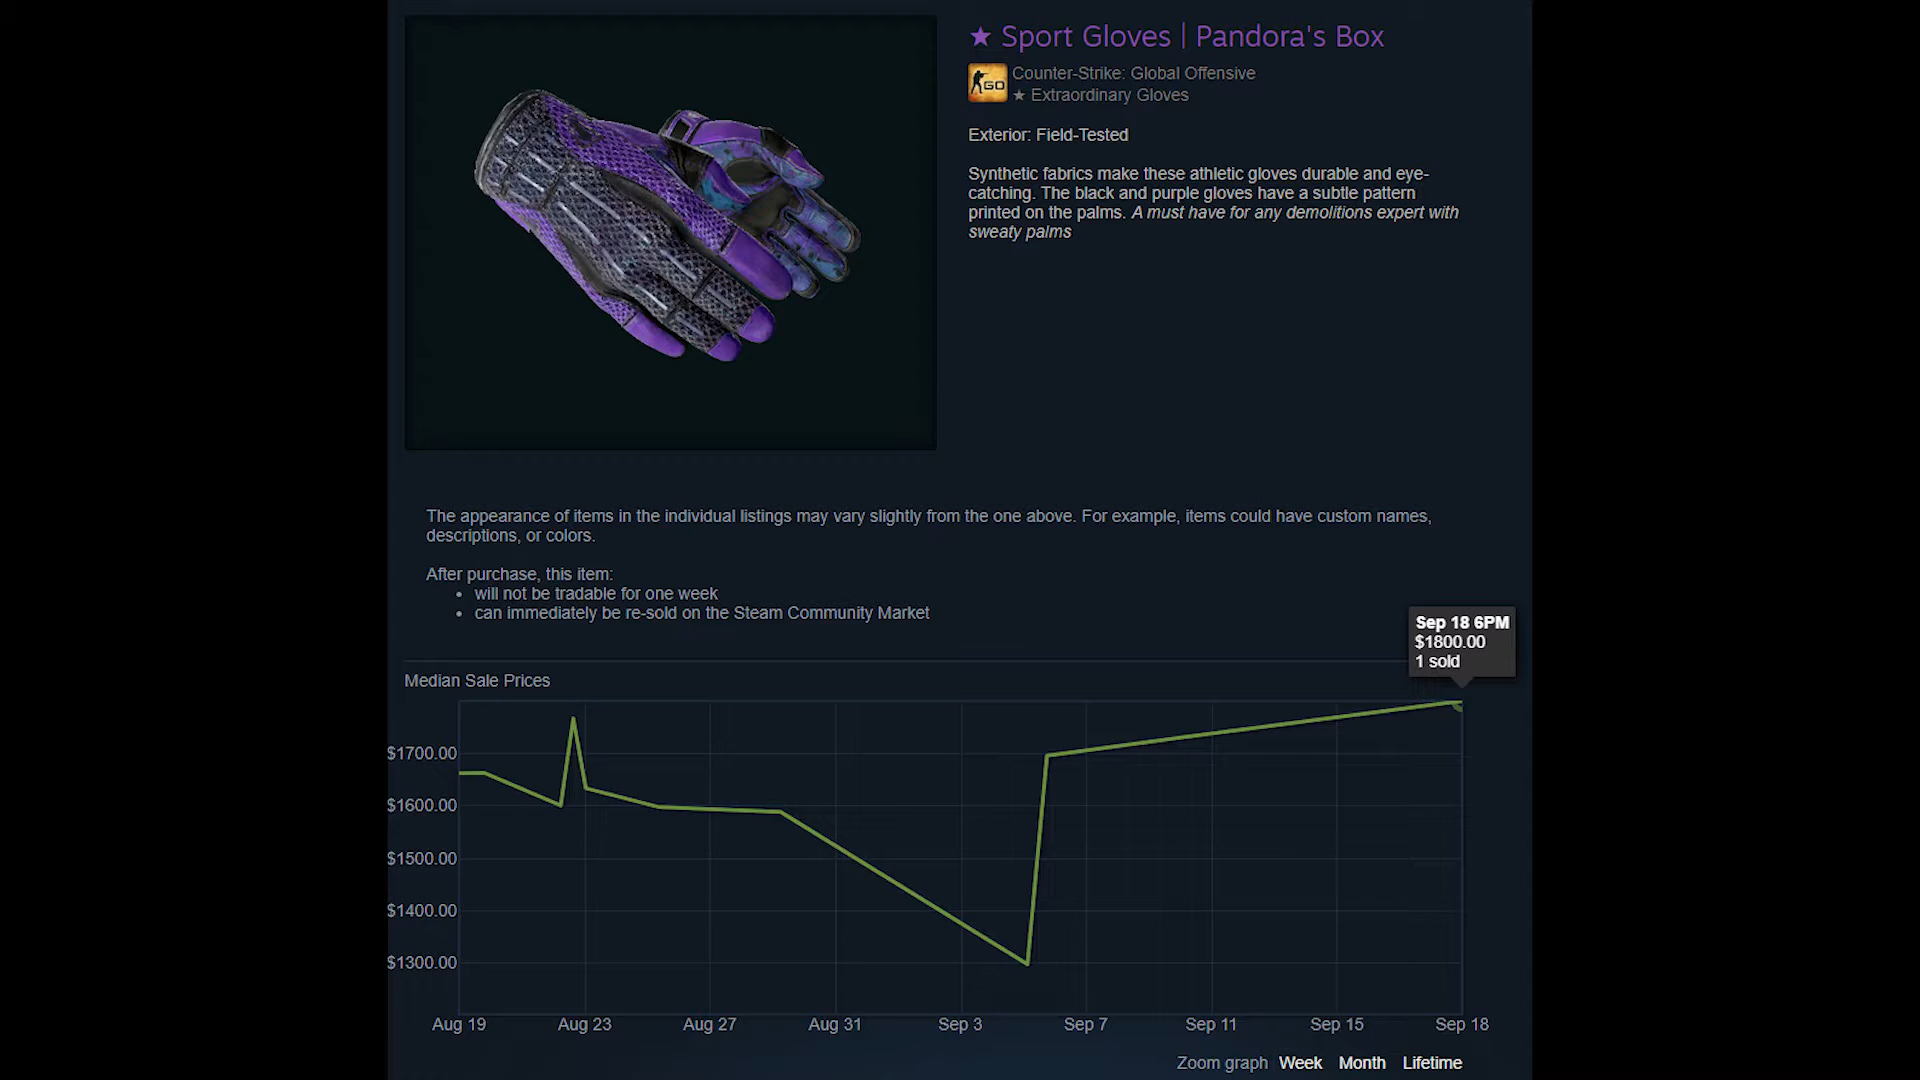 ★ Sport Gloves | Pandora's Box
GO
Counter-Strike: Global Offensive
★ Extraordinary Gloves
Exterior: Field-Tested
Synthetic fabrics make these athletic gloves durable and eye-
catching. The black and purple gloves have a subtle pattern
printed on the palms. A must have for any demolitions expert with
sweaty palms
The appearance of items in the individual listings may vary slightly from the one above. For example, items could have custom names,
descriptions, or colors.
After purchase, this item:
• will not be tradable for one week
• can immediately be re-sold on the Steam Community Market
Sep 18 6PM
$1800.00
1 sold
Median Sale Prices
$1700.00
$1600.00
$1500.00
$1400.00
$1300.00
Aug 19 Aug 23 Aug 27 Aug 31 Sep 3 Sep 7 Sep 11 Sep 15 Sep 18
Zoom graph Week Month Lifetime